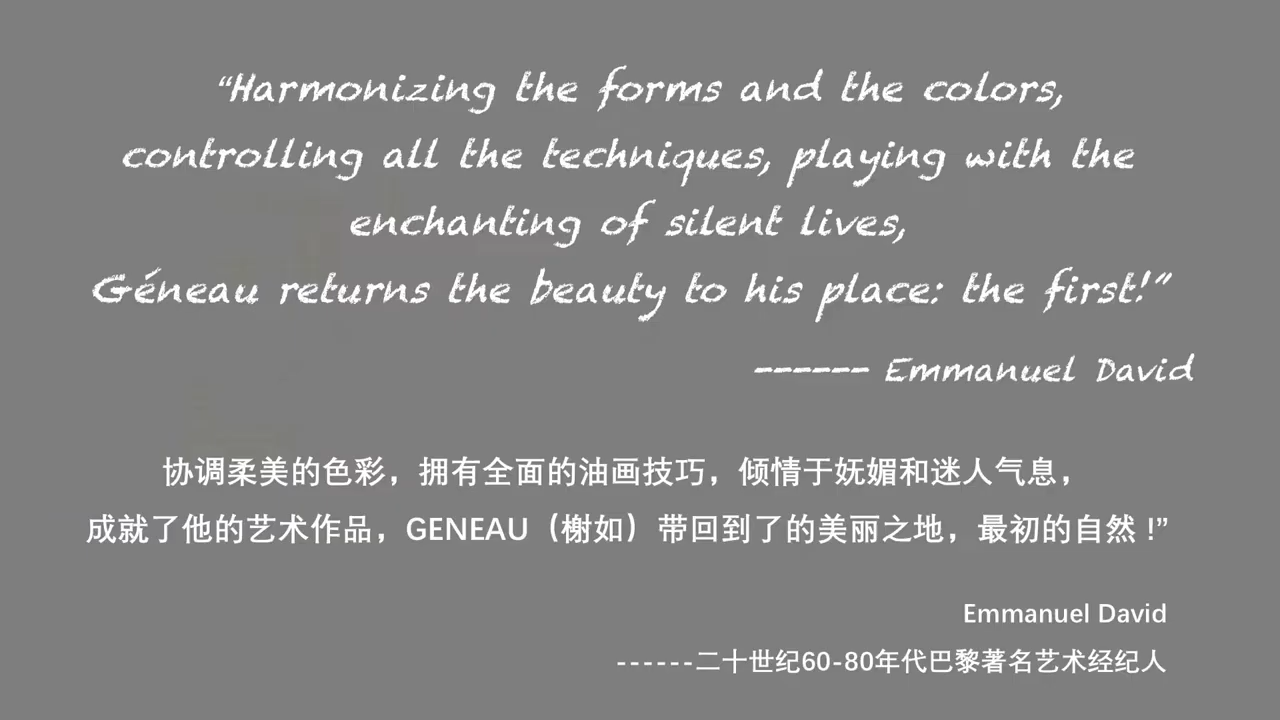 “Harmonizing the forms and the colors,
controlling all the techniques, playing with the
enchanting of silent lives,
Géneau returns the beauty to his place: the first!”
------ Emmanuel David
协调柔美的色彩，拥有全面的油画技巧，倾情于妩媚和迷人气息，
成就了他的艺术作品，GENEAU（榭如）带回到了的美丽之地，最初的自然！”
Emmanuel David
------二十世纪60-80年代巴黎著名艺术经纪人